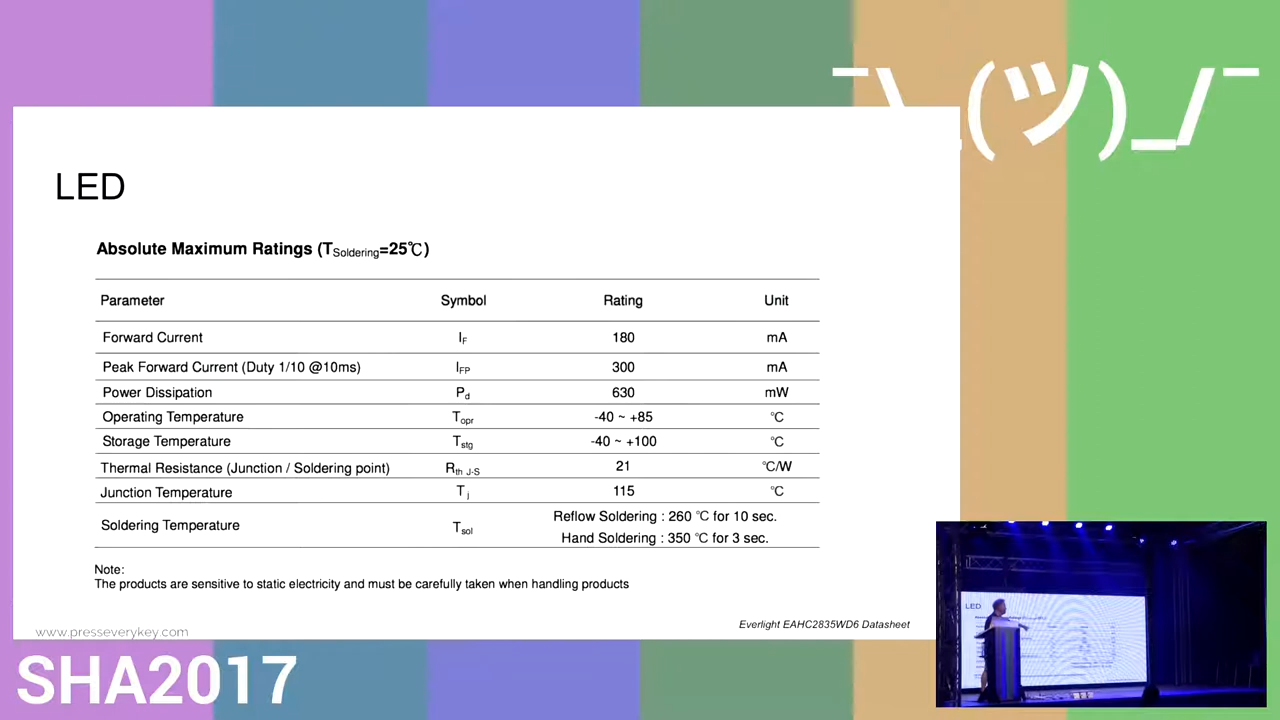 ¯\_(ツ)_/¯
LED
Absolute Maximum Ratings (TSoldering=25℃)
Parameter Symbol Rating Unit
Forward Current IF 180 mA
Peak Forward Current (Duty 1/10 @10ms) IFP 300 mA
Power Dissipation Pd 630 mW
Operating Temperature Topr -40 ~ +85 ℃
Storage Temperature Tstg -40 ~ +100 ℃
Thermal Resistance (Junction / Soldering point) Rth J-S 21 ℃/W
Junction Temperature Tj 115 ℃
Soldering Temperature Tsol Reflow Soldering : 260 ℃ for 10 sec.
Hand Soldering : 350 ℃ for 3 sec.
Note:
The products are sensitive to static electricity and must be carefully taken when handling products
www.presseverykey.com
Everlight EAHC2835WD6 Datasheet
SHA2017
LED